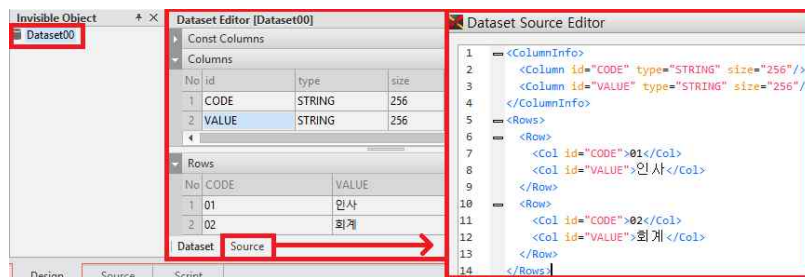 Invisible Object
Dataset00
Dataset Editor [Dataset00]
Const Columns
Columns
No id type size
1 CODE STRING 256
2 VALUE STRING 256
Rows
No CODE VALUE
1 01 인사
2 02 회계
Dataset Source
Design Source Script
Dataset Source Editor
1 <ColumnInfo>
2 <Column id="CODE" type="STRING" size="256"/>
3 <Column id="VALUE" type="STRING" size="256"/
4 </ColumnInfo>
5 <Rows>
6 <Row>
7 <Col id="CODE">01</Col>
8 <Col id="VALUE">인사</Col>
9 </Row>
10 <Row>
11 <Col id="CODE">02</Col>
12 <Col id="VALUE">회계</Col>
13 </Row>
14 </Rows>